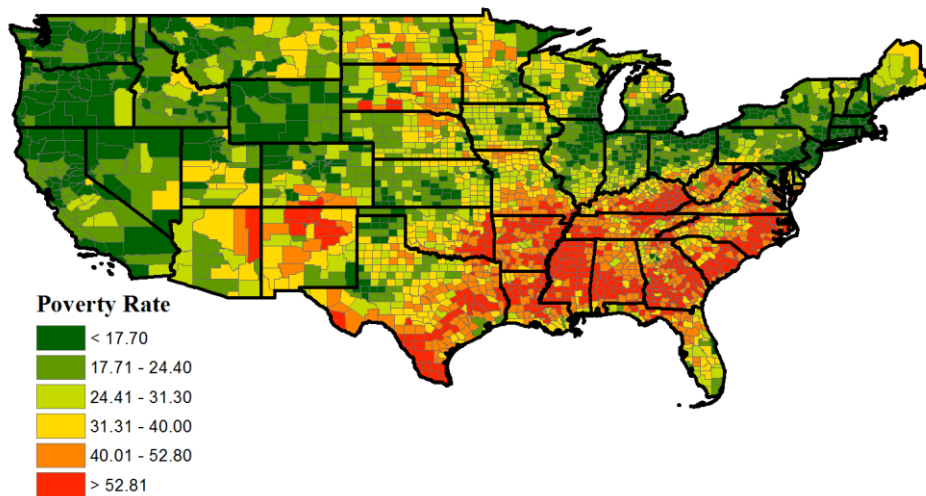 Poverty Rate
< 17.70
17.71 - 24.40
24.41 - 31.30
31.31 - 40.00
40.01 - 52.80
> 52.81